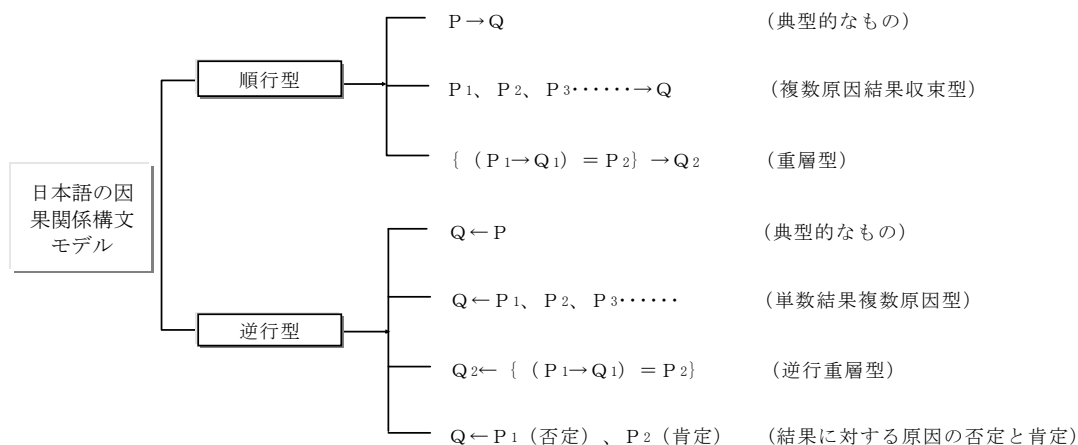 P→Q （典型的なもの）
順行型
P1、P2、P3‥‥‥→Q （複数原因結果収束型）
{（P1→Q1）＝P2}→Q2 （重層型）
日本語の因
果関係構文
モデル
Q←P （典型的なもの）
Q←P1、P2、P3‥‥‥ （単数結果複数原因型）
逆行型
Q2←{（P1→Q1）＝P2} （逆行重層型）
Q←P1（否定）、P2（肯定） （結果に対する原因の否定と肯定）